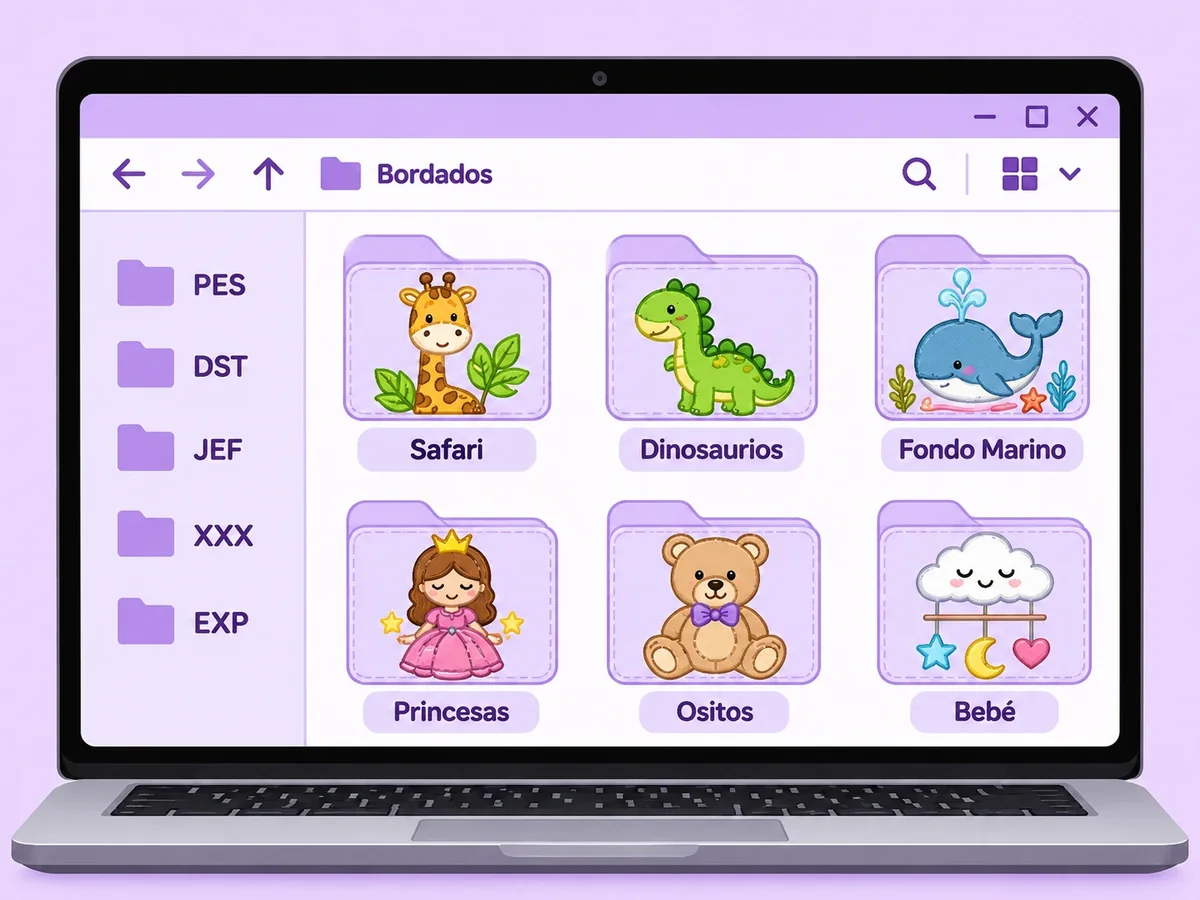 Bordados
PES
DST
JEF
XXX
EXP
Safari
Dinosaurios
Fondo Marino
Princesas
Ositos
Bebé